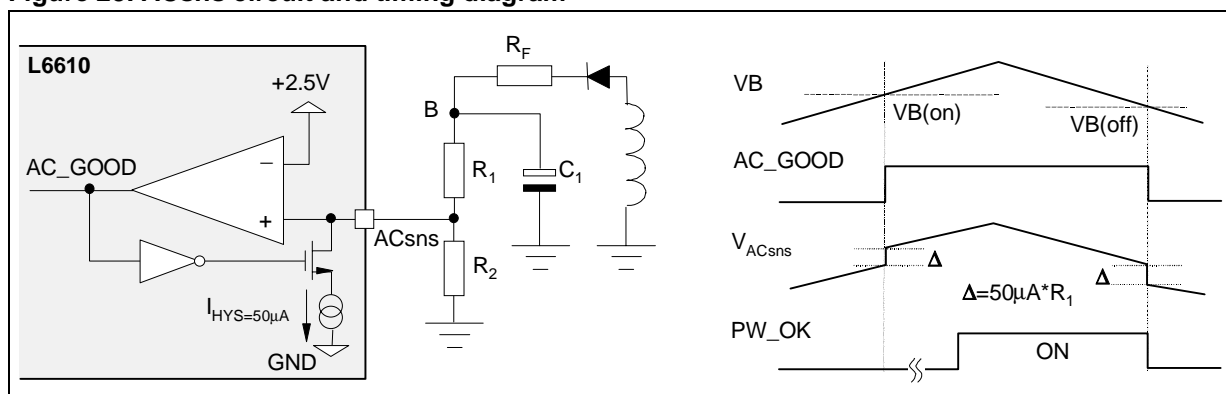 Figure 28. ACsns circuit and timing diagram
L6610
+2.5V
AC_GOOD
−
+
ACsns
I_HYS=50µA
GND
B
R_F
R_1
C_1
R_2
VB
VB(on)
VB(off)
AC_GOOD
V_ACsns
Δ
Δ
Δ=50µA*R_1
PW_OK
ON